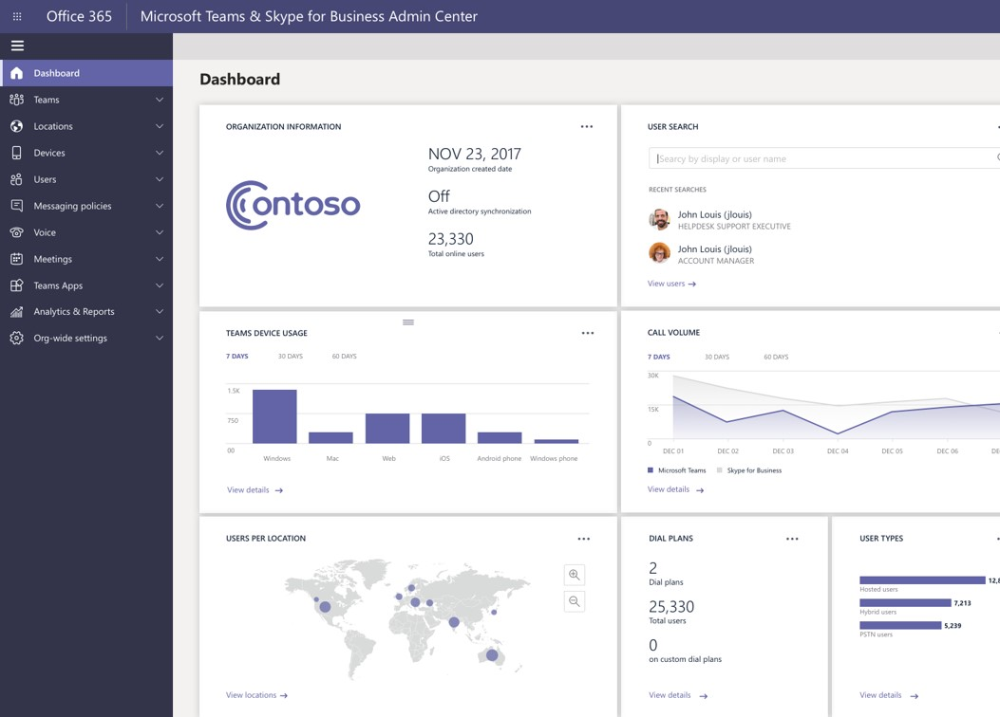 Office 365
Microsoft Teams & Skype for Business Admin Center
Dashboard
Teams
Locations
Devices
Users
Messaging policies
Voice
Meetings
Teams Apps
Analytics & Reports
Org-wide settings
Dashboard
ORGANIZATION INFORMATION
Contoso
NOV 23, 2017
Organization created date
Off
Active directory synchronization
23,330
Total online users
USER SEARCH
Searcy by display or user name
RECENT SEARCHES
John Louis (jlouis)
HELPDESK SUPPORT EXECUTIVE
John Louis (jlouis)
ACCOUNT MANAGER
View users
TEAMS DEVICE USAGE
7 DAYS 30 DAYS 60 DAYS
1.5K
750
00
Windows Mac Web iOS Android phone Windows phone
View details
CALL VOLUME
7 DAYS 30 DAYS 60 DAYS
30K
15K
0
DEC 01 DEC 02 DEC 03 DEC 04 DEC 05 DEC 06
Microsoft Teams Skype for Business
View details
USERS PER LOCATION
View locations
DIAL PLANS
2
Dial plans
25,330
Total users
0
on custom dial plans
View details
USER TYPES
Hosted users
7,213
Hybrid users
5,239
PSTN users
View details